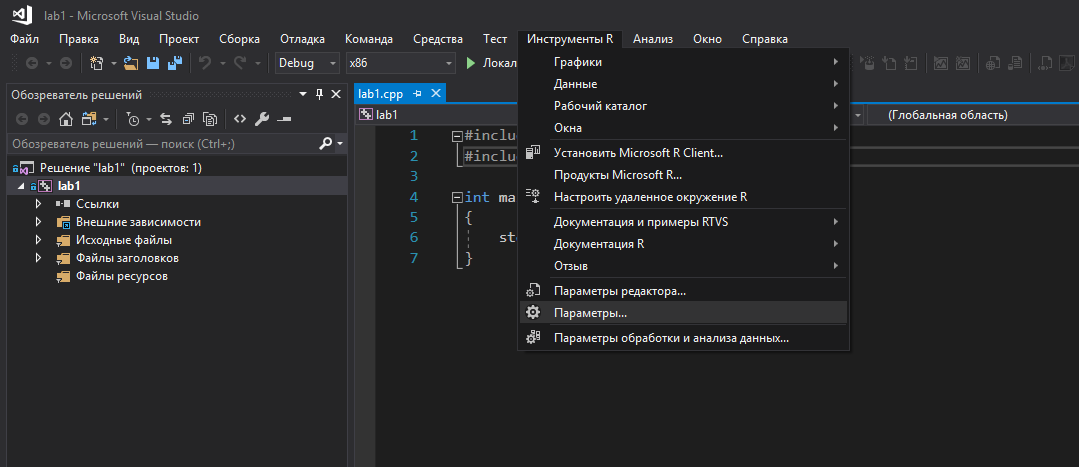 lab1 - Microsoft Visual Studio
Файл Правка Вид Проект Сборка Отладка Команда Средства Тест Инструменты R Анализ Окно Справка
Debug x86 Локал
Обозреватель решений
Обозреватель решений — поиск (Ctrl+;)
Решение "lab1" (проектов: 1)
lab1
Ссылки
Внешние зависимости
Исходные файлы
Файлы заголовков
Файлы ресурсов
lab1.cpp
lab1 (Глобальная область)
1 #inclu
2 #inclu
3
4 int ma
5 {
6 st
7 }
Графики
Данные
Рабочий каталог
Окна
Установить Microsoft R Client...
Продукты Microsoft R...
Настроить удаленное окружение R
Документация и примеры RTVS
Документация R
Отзыв
Параметры редактора...
Параметры...
Параметры обработки и анализа данных...